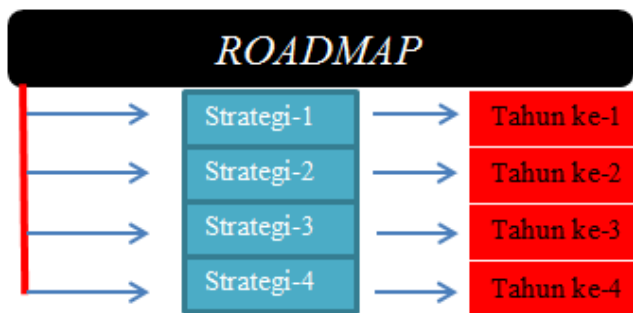 ROADMAP
Strategi-1 Tahun ke-1
Strategi-2 Tahun ke-2
Strategi-3 Tahun ke-3
Strategi-4 Tahun ke-4